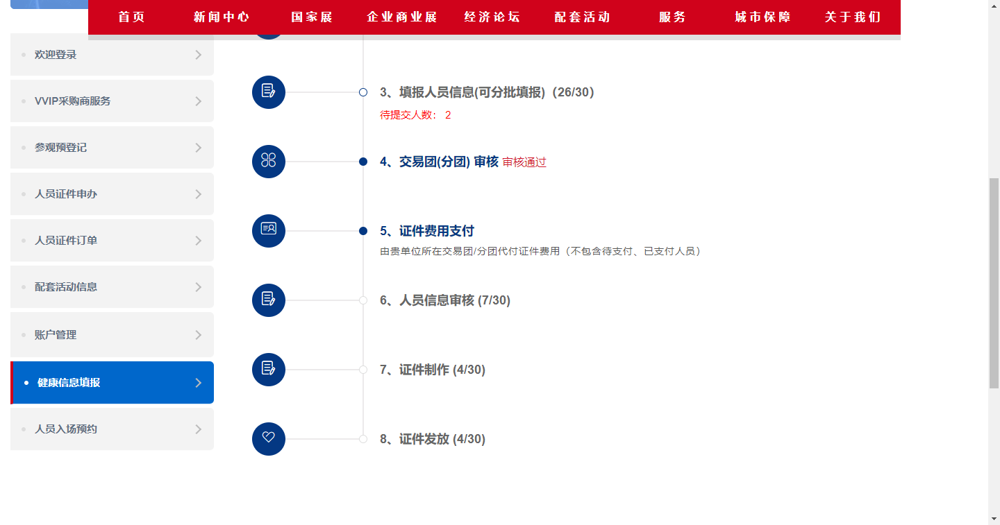 首页 新闻中心 国家展 企业商业展 经济论坛 配套活动 服务 城市保障 关于我们
欢迎登录
VVIP采购商服务
参观预登记
人员证件申办
人员证件订单
配套活动信息
账户管理
健康信息填报
人员入场预约
3、填报人员信息(可分批填报)（26/30）
待提交人数： 2
4、交易团(分团) 审核 审核通过
5、证件费用支付
由贵单位所在交易团/分团代付证件费用（不包含待支付、已支付人员）
6、人员信息审核 (7/30)
7、证件制作 (4/30)
8、证件发放 (4/30)